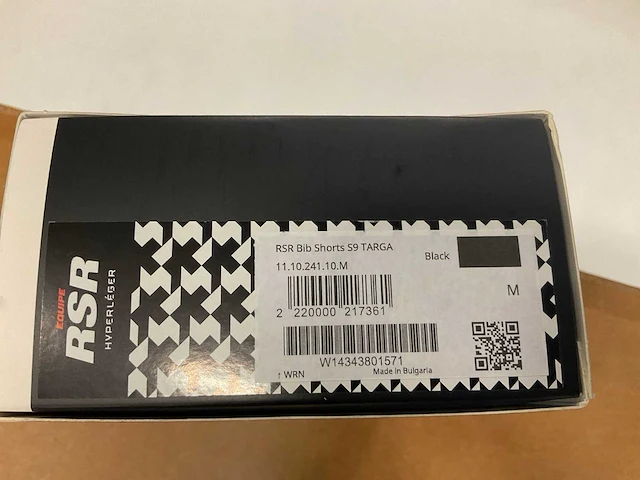 EQUIPE
RSR
HYPERLÉGER
RSR Bib Shorts S9 TARGA
11.10.241.10.M
Black
M
2 220000 217361
W14343801571
↑ WRN
Made in Bulgaria